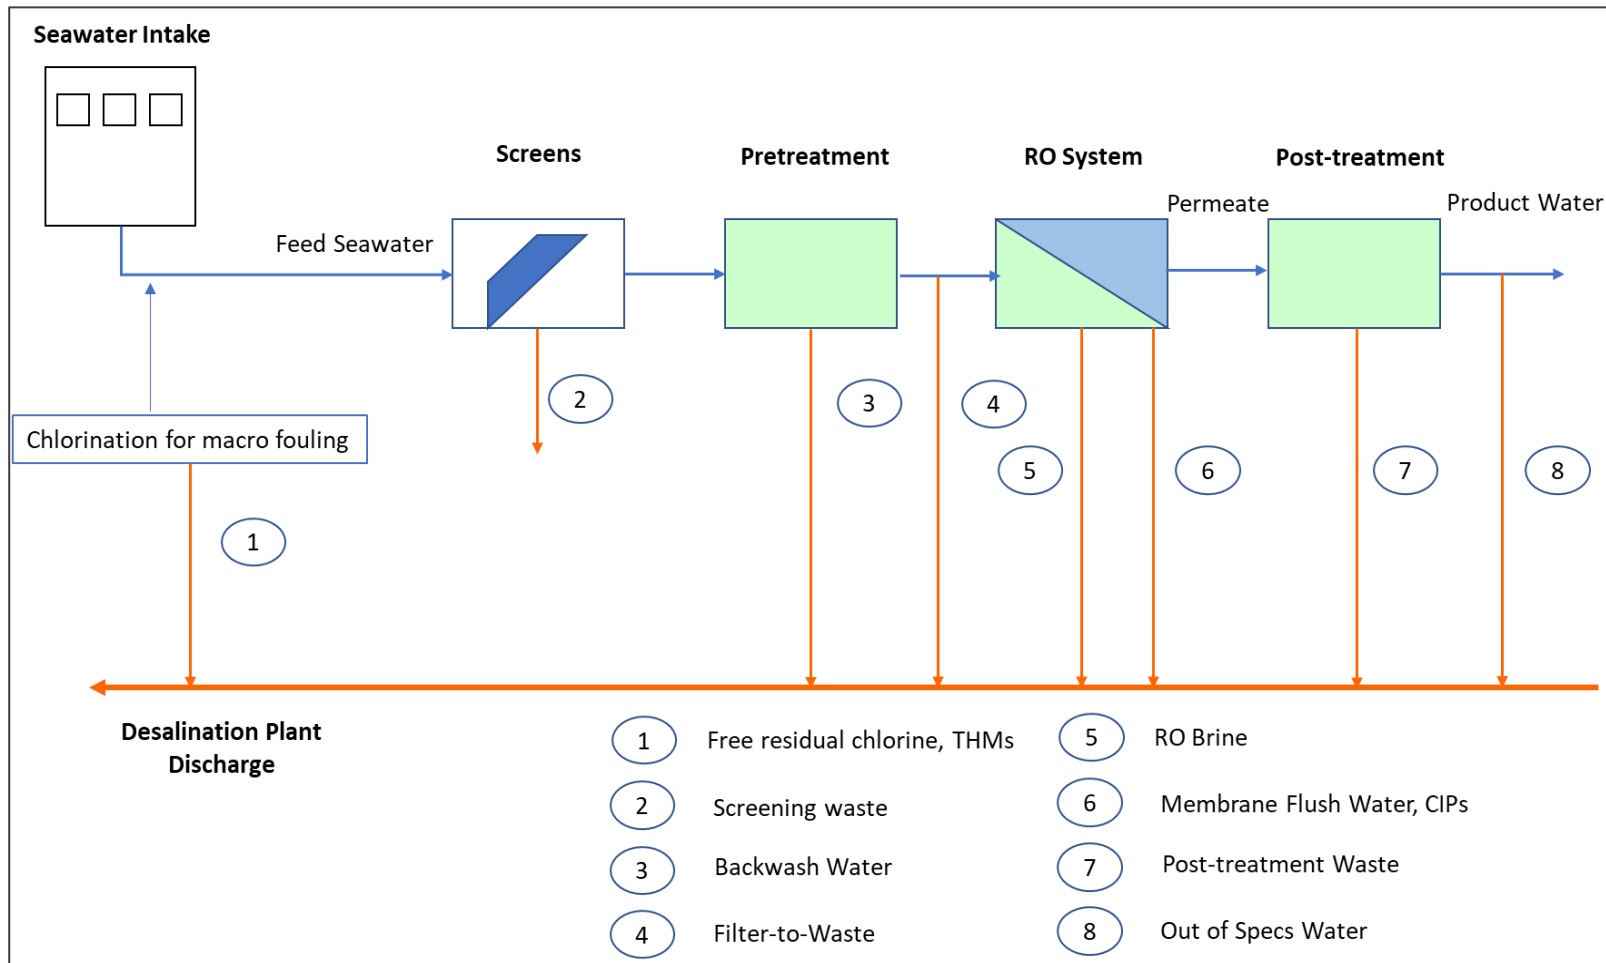 Seawater Intake
Screens
Pretreatment
RO System
Post-treatment
Permeate
Product Water
Feed Seawater
Chlorination for macro fouling
1
2
3
4
5
6
7
8
Desalination Plant
Discharge
1 Free residual chlorine, THMs
2 Screening waste
3 Backwash Water
4 Filter-to-Waste
5 RO Brine
6 Membrane Flush Water, CIPs
7 Post-treatment Waste
8 Out of Specs Water